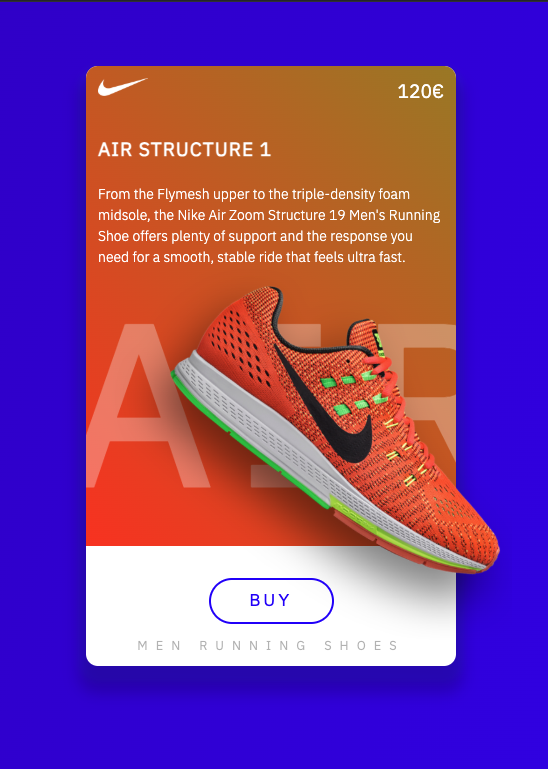 120€
AIR STRUCTURE 1
From the Flymesh upper to the triple-density foam
midsole, the Nike Air Zoom Structure 19 Men's Running
Shoe offers plenty of support and the response you
need for a smooth, stable ride that feels ultra fast.
AIR
BUY
MEN RUNNING SHOES